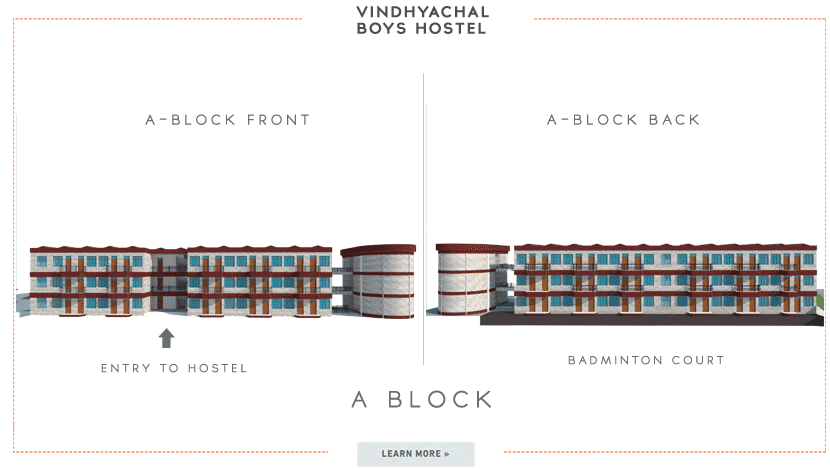 VINDHYACHAL
BOYS HOSTEL
A-BLOCK FRONT
A-BLOCK BACK
ENTRY TO HOSTEL
BADMINTON COURT
A BLOCK
LEARN MORE »